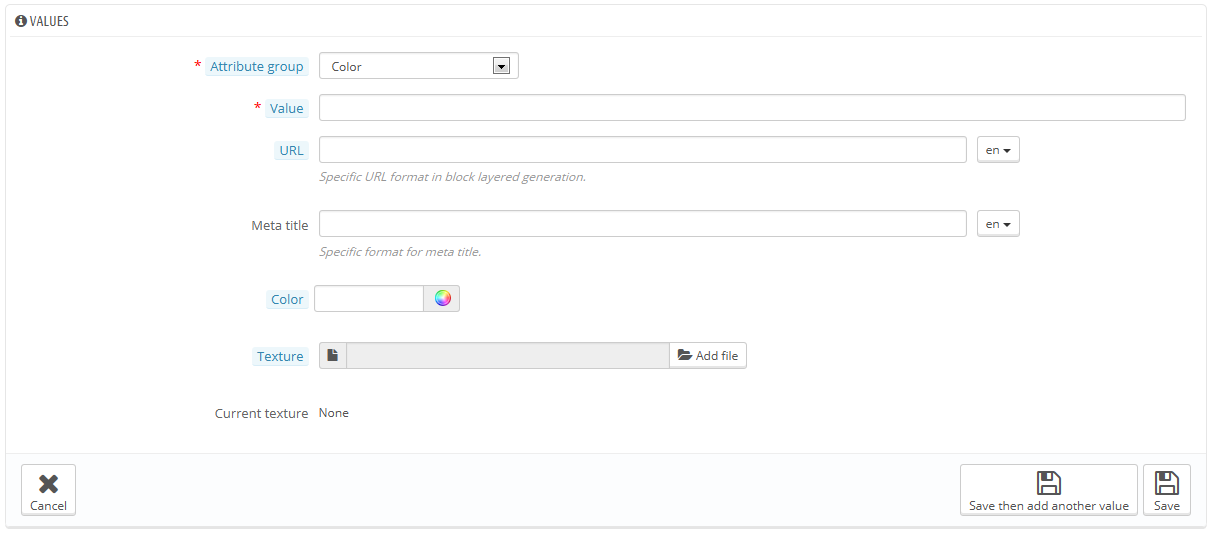 VALUES
* Attribute group Color
* Value
URL en
Specific URL format in block layered generation.
Meta title en
Specific format for meta title.
Color
Texture Add file
Current texture None
Cancel Save then add another value Save